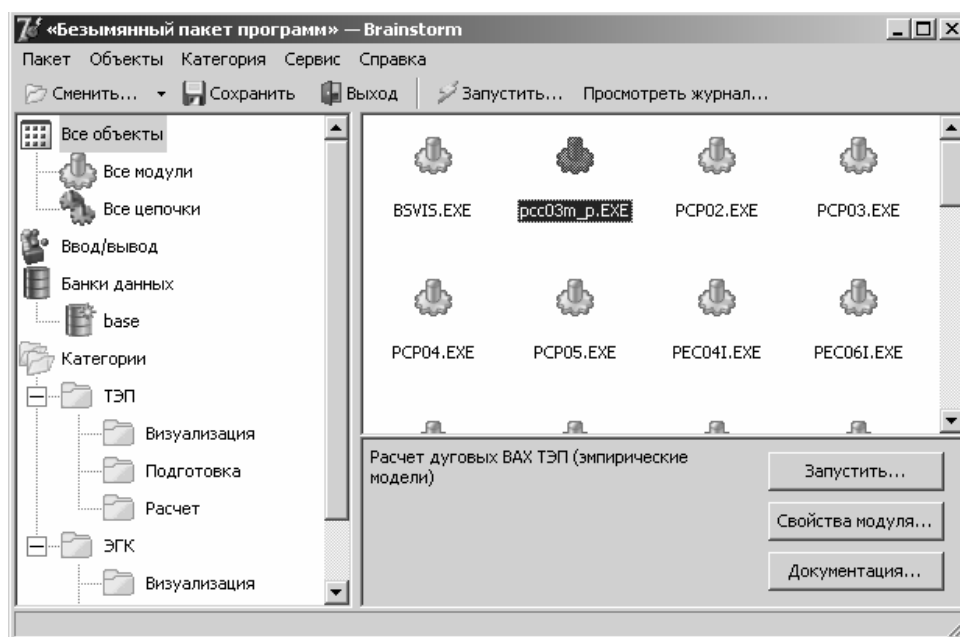 «Безымянный пакет программ» — Brainstorm
Пакет Объекты Категория Сервис Справка
Сменить... Сохранить Выход Запустить... Просмотреть журнал...
Все объекты
Все модули
Все цепочки
Ввод/вывод
Банки данных
base
Категории
ТЭП
Визуализация
Подготовка
Расчет
ЭГК
Визуализация
BSVIS.EXE pcc03m_p.EXE PCP02.EXE PCP03.EXE
PCP04.EXE PCP05.EXE PEC04I.EXE PEC06I.EXE
Расчет дуговых ВАХ ТЭП (эмпирические
модели)
Запустить...
Свойства модуля...
Документация...